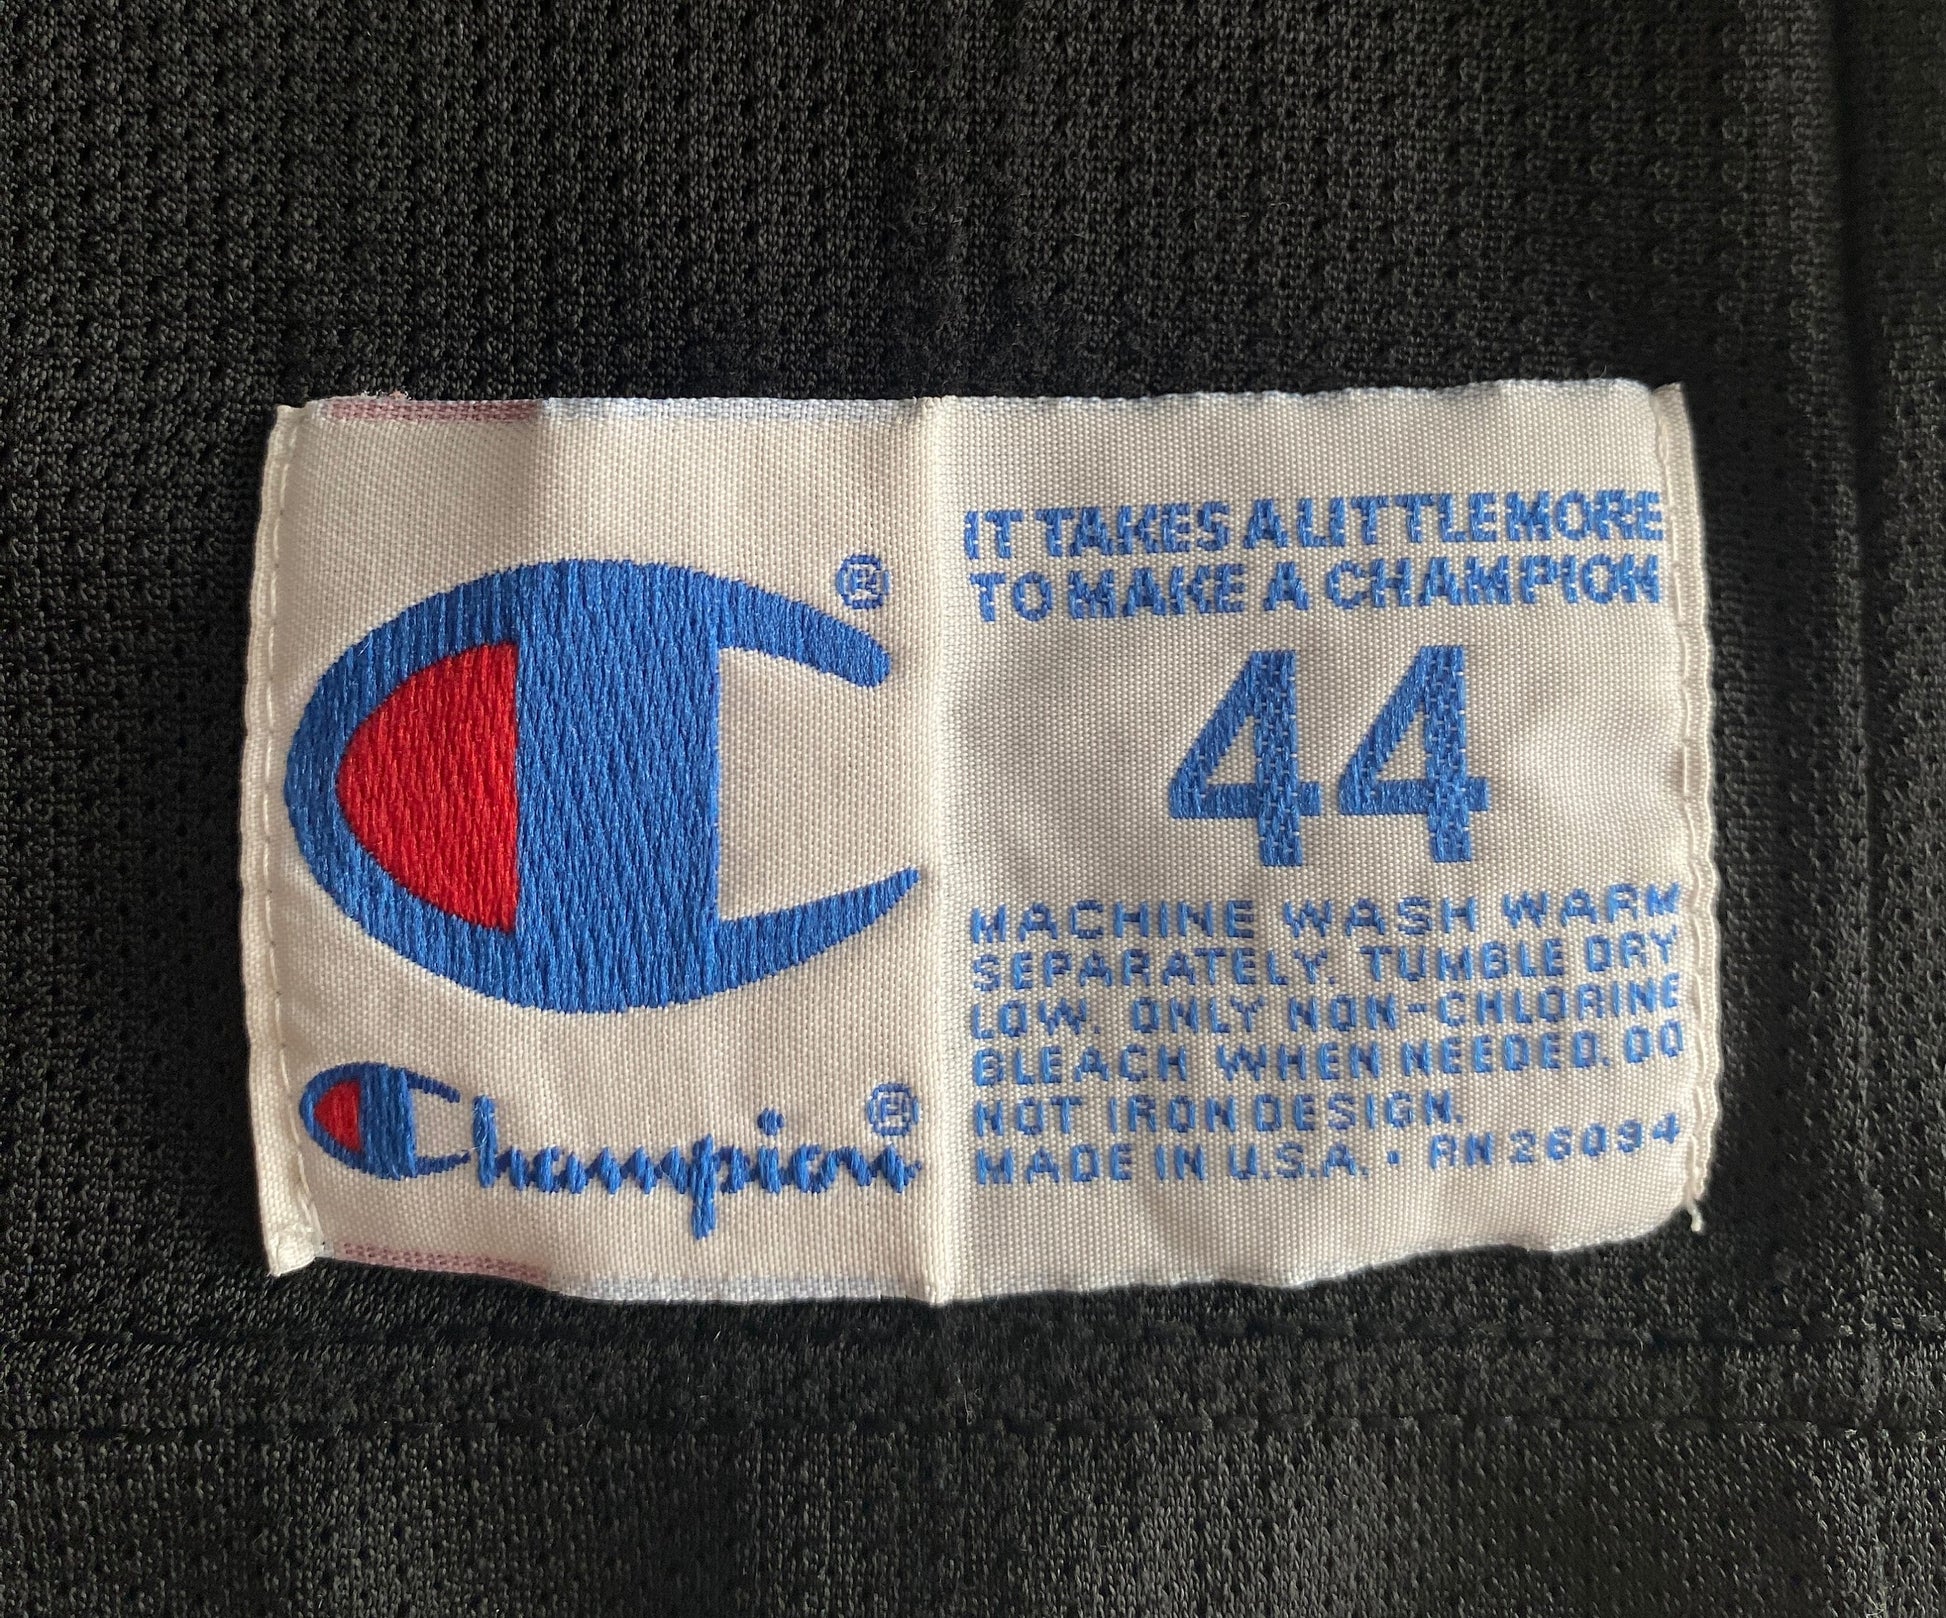 IT TAKES A LITTLE MORE
TO MAKE A CHAMPION
44
MACHINE WASH WARM
SEPARATELY. TUMBLE DRY
LOW. ONLY NON-CHLORINE
BLEACH WHEN NEEDED. DO
NOT IRON DESIGN.
MADE IN U.S.A. • RN 26094
®
Champion®